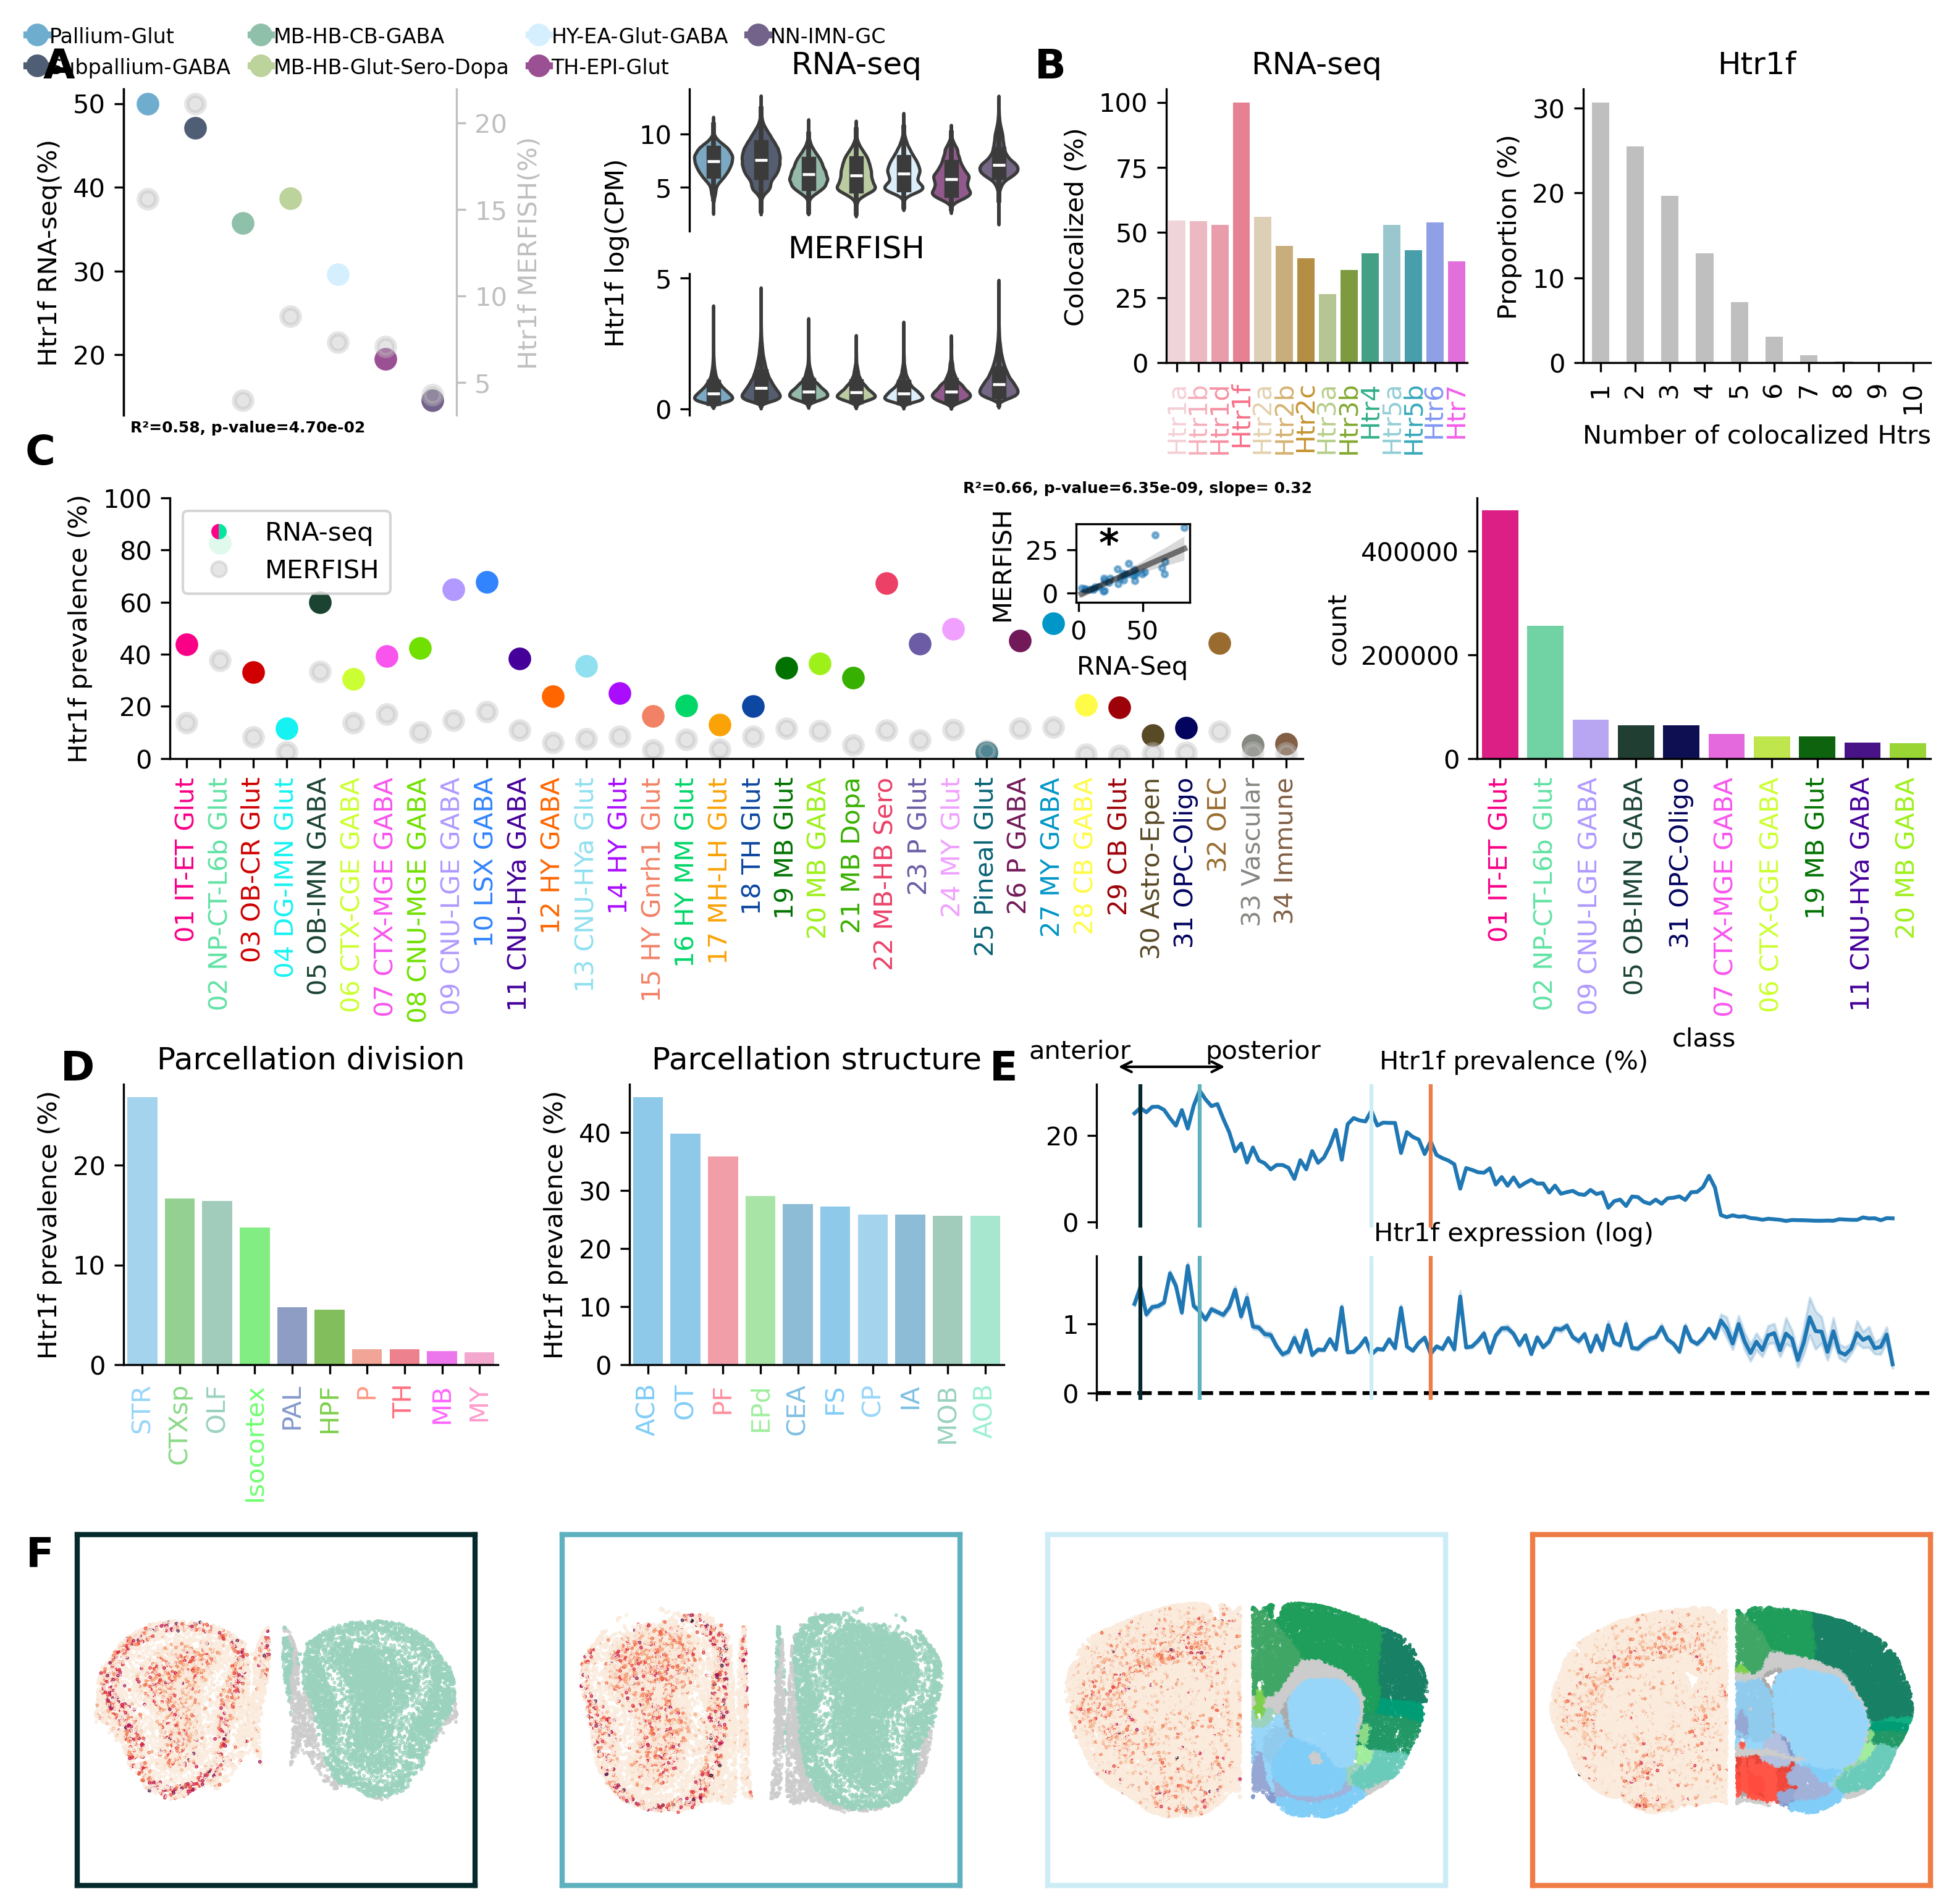 Pallium-Glut
MB-HB-CB-GABA
HY-EA-Glut-GABA
NN-IMN-GC
Subpallium-GABA
MB-HB-Glut-Sero-Dopa
TH-EPI-Glut
A
RNA-seq
B
RNA-seq
Htr1f
Htr1f RNA-seq(%)
50
40
30
20
Htr1f MERFISH(%)
20
15
10
5
R²=0.58, p-value=4.70e-02
Htr1f log(CPM)
10
5
MERFISH
5
0
Colocalized (%)
100
75
50
25
0
Htr1a
Htr1b
Htr1d
Htr1f
Htr2a
Htr2b
Htr2c
Htr3a
Htr3b
Htr4
Htr5a
Htr5b
Htr6
Htr7
Proportion (%)
30
20
10
0
1
2
3
4
5
6
7
8
9
10
Number of colocalized Htrs
C
Htr1f prevalence (%)
100
80
60
40
20
0
RNA-seq
MERFISH
R²=0.66, p-value=6.35e-09, slope= 0.32
MERFISH
25
0
*
0
50
RNA-Seq
01 IT-ET Glut
02 NP-CT-L6b Glut
03 OB-CR Glut
04 DG-IMN Glut
05 OB-IMN GABA
06 CTX-CGE GABA
07 CTX-MGE GABA
08 CNU-MGE GABA
09 CNU-LGE GABA
10 LSX GABA
11 CNU-HYa GABA
12 HY GABA
13 CNU-HYa Glut
14 HY Glut
15 HY Gnrh1 Glut
16 HY MM Glut
17 MH-LH Glut
18 TH Glut
19 MB Glut
20 MB GABA
21 MB Dopa
22 MB-HB Sero
23 P Glut
24 MY Glut
25 Pineal Glut
26 P GABA
27 MY GABA
28 CB GABA
29 CB Glut
30 Astro-Epen
31 OPC-Oligo
32 OEC
33 Vascular
34 Immune
count
400000
200000
0
01 IT-ET Glut
02 NP-CT-L6b Glut
09 CNU-LGE GABA
05 OB-IMN GABA
31 OPC-Oligo
07 CTX-MGE GABA
06 CTX-CGE GABA
19 MB Glut
11 CNU-HYa GABA
20 MB GABA
class
D
Parcellation division
Htr1f prevalence (%)
20
10
0
STR
CTXsp
OLF
Isocortex
PAL
HPF
P
TH
MB
MY
Parcellation structure
Htr1f prevalence (%)
40
30
20
10
0
ACB
OT
PF
EPd
CEA
FS
CP
IA
MOB
AOB
E
anterior
posterior
Htr1f prevalence (%)
20
0
Htr1f expression (log)
1
0
F